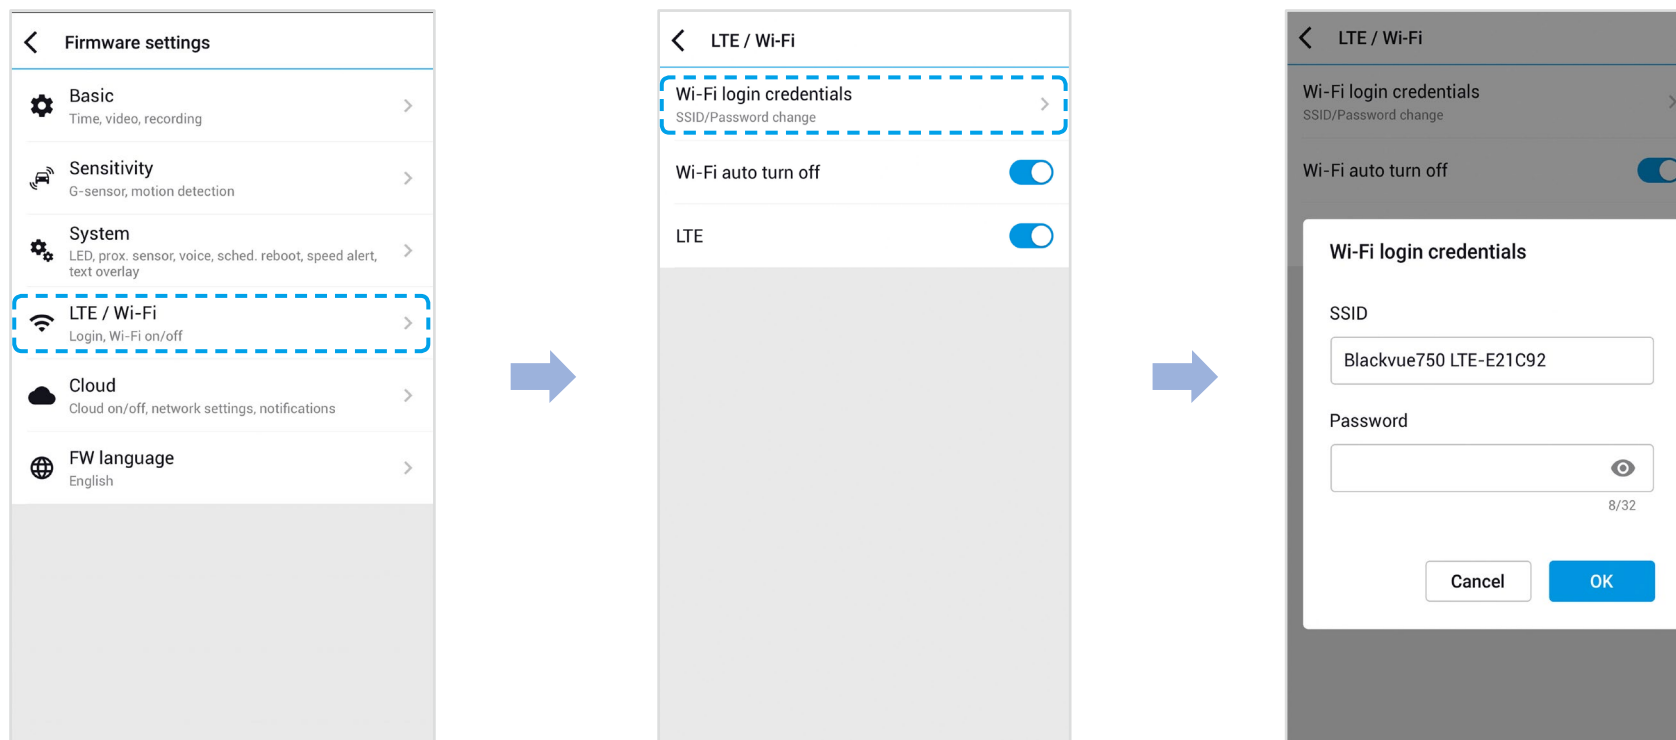 Firmware settings
Basic
Time, video, recording
Sensitivity
G-sensor, motion detection
System
LED, prox. sensor, voice, sched. reboot, speed alert,
text overlay
LTE / Wi-Fi
Login, Wi-Fi on/off
Cloud
Cloud on/off, network settings, notifications
FW language
English
LTE / Wi-Fi
Wi-Fi login credentials
SSID/Password change
Wi-Fi auto turn off
LTE
LTE / Wi-Fi
Wi-Fi login credentials
SSID/Password change
Wi-Fi auto turn off
Wi-Fi login credentials
SSID
Blackvue750 LTE-E21C92
Password
8/32
Cancel
OK